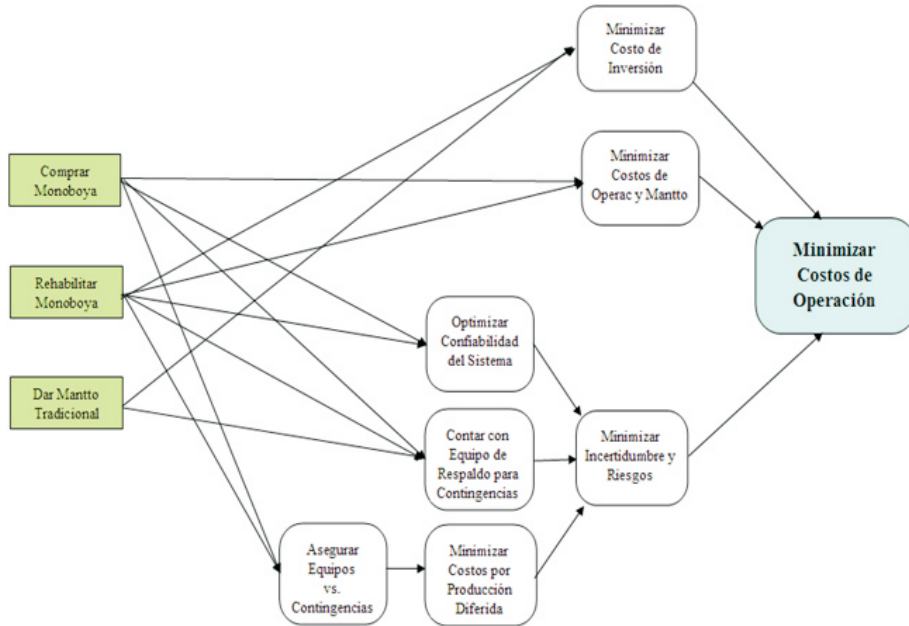 Minimizar
Costo de
Inversión
Comprar
Monoboya
Minimizar
Costos de
Operac y Mantto
Rehabilitar
Monoboya
Minimizar
Costos de
Operación
Optimizar
Confiabilidad
del Sistema
Dar Mantto
Tradicional
Contar con
Equipo de
Respaldo para
Contingencias
Minimizar
Incertidumbre y
Riesgos
Asegurar
Equipos
vs.
Contingencias
Minimizar
Costos por
Producción
Diferida